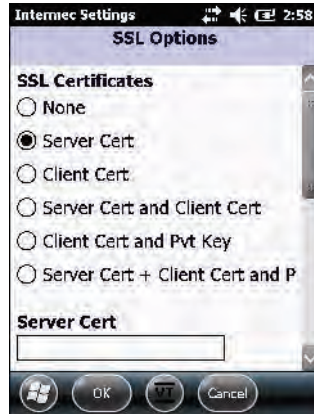 Intermec Settings 2:58
SSL Options
SSL Certificates
None
Server Cert
Client Cert
Server Cert and Client Cert
Client Cert and Pvt Key
Server Cert + Client Cert and P
Server Cert
OK VT Cancel